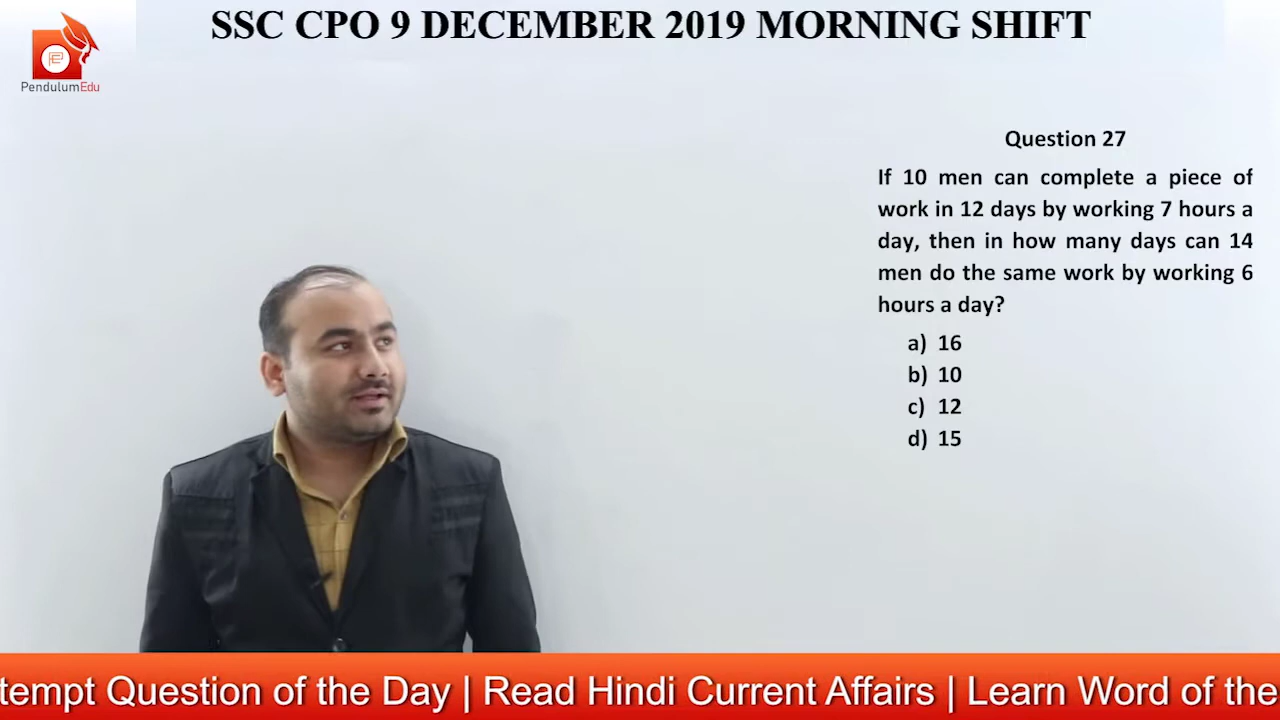 SSC CPO 9 DECEMBER 2019 MORNING SHIFT
PendulumEdu
Question 27
If 10 men can complete a piece of
work in 12 days by working 7 hours a
day, then in how many days can 14
men do the same work by working 6
hours a day?
a) 16
b) 10
c) 12
d) 15
tempt Question of the Day | Read Hindi Current Affairs | Learn Word of the